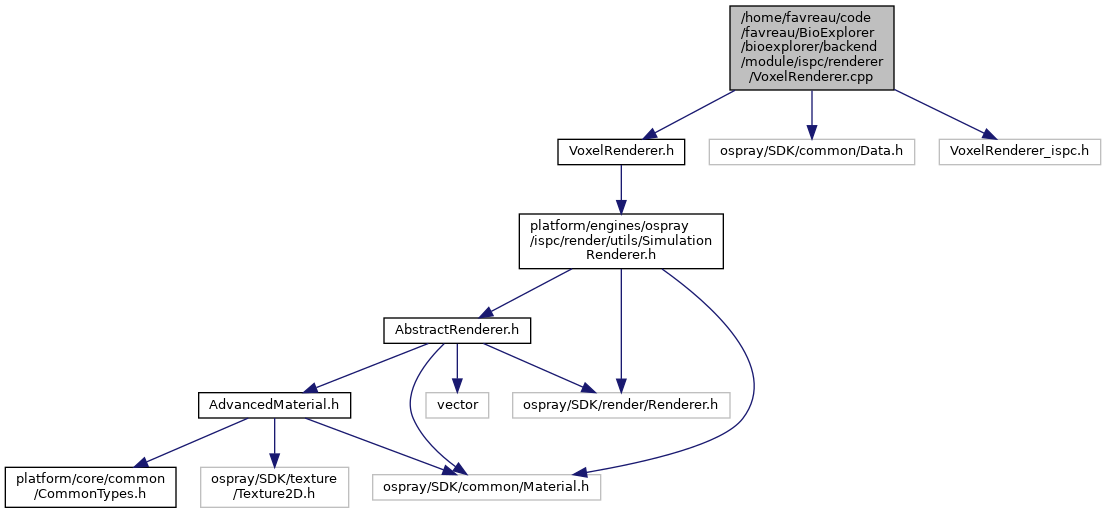 /home/favreau/code
/favreau/BioExplorer
/bioexplorer/backend
/module/ispc/renderer
/VoxelRenderer.cpp
VoxelRenderer.h
ospray/SDK/common/Data.h
VoxelRenderer_ispc.h
platform/engines/ospray
/ispc/render/utils/Simulation
Renderer.h
AbstractRenderer.h
AdvancedMaterial.h
vector
ospray/SDK/render/Renderer.h
platform/core/common
/CommonTypes.h
ospray/SDK/texture
/Texture2D.h
ospray/SDK/common/Material.h